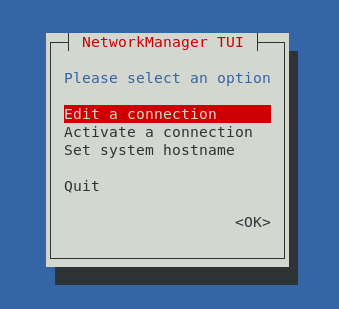 NetworkManager TUI
Please select an option
Edit a connection
Activate a connection
Set system hostname
Quit
<OK>